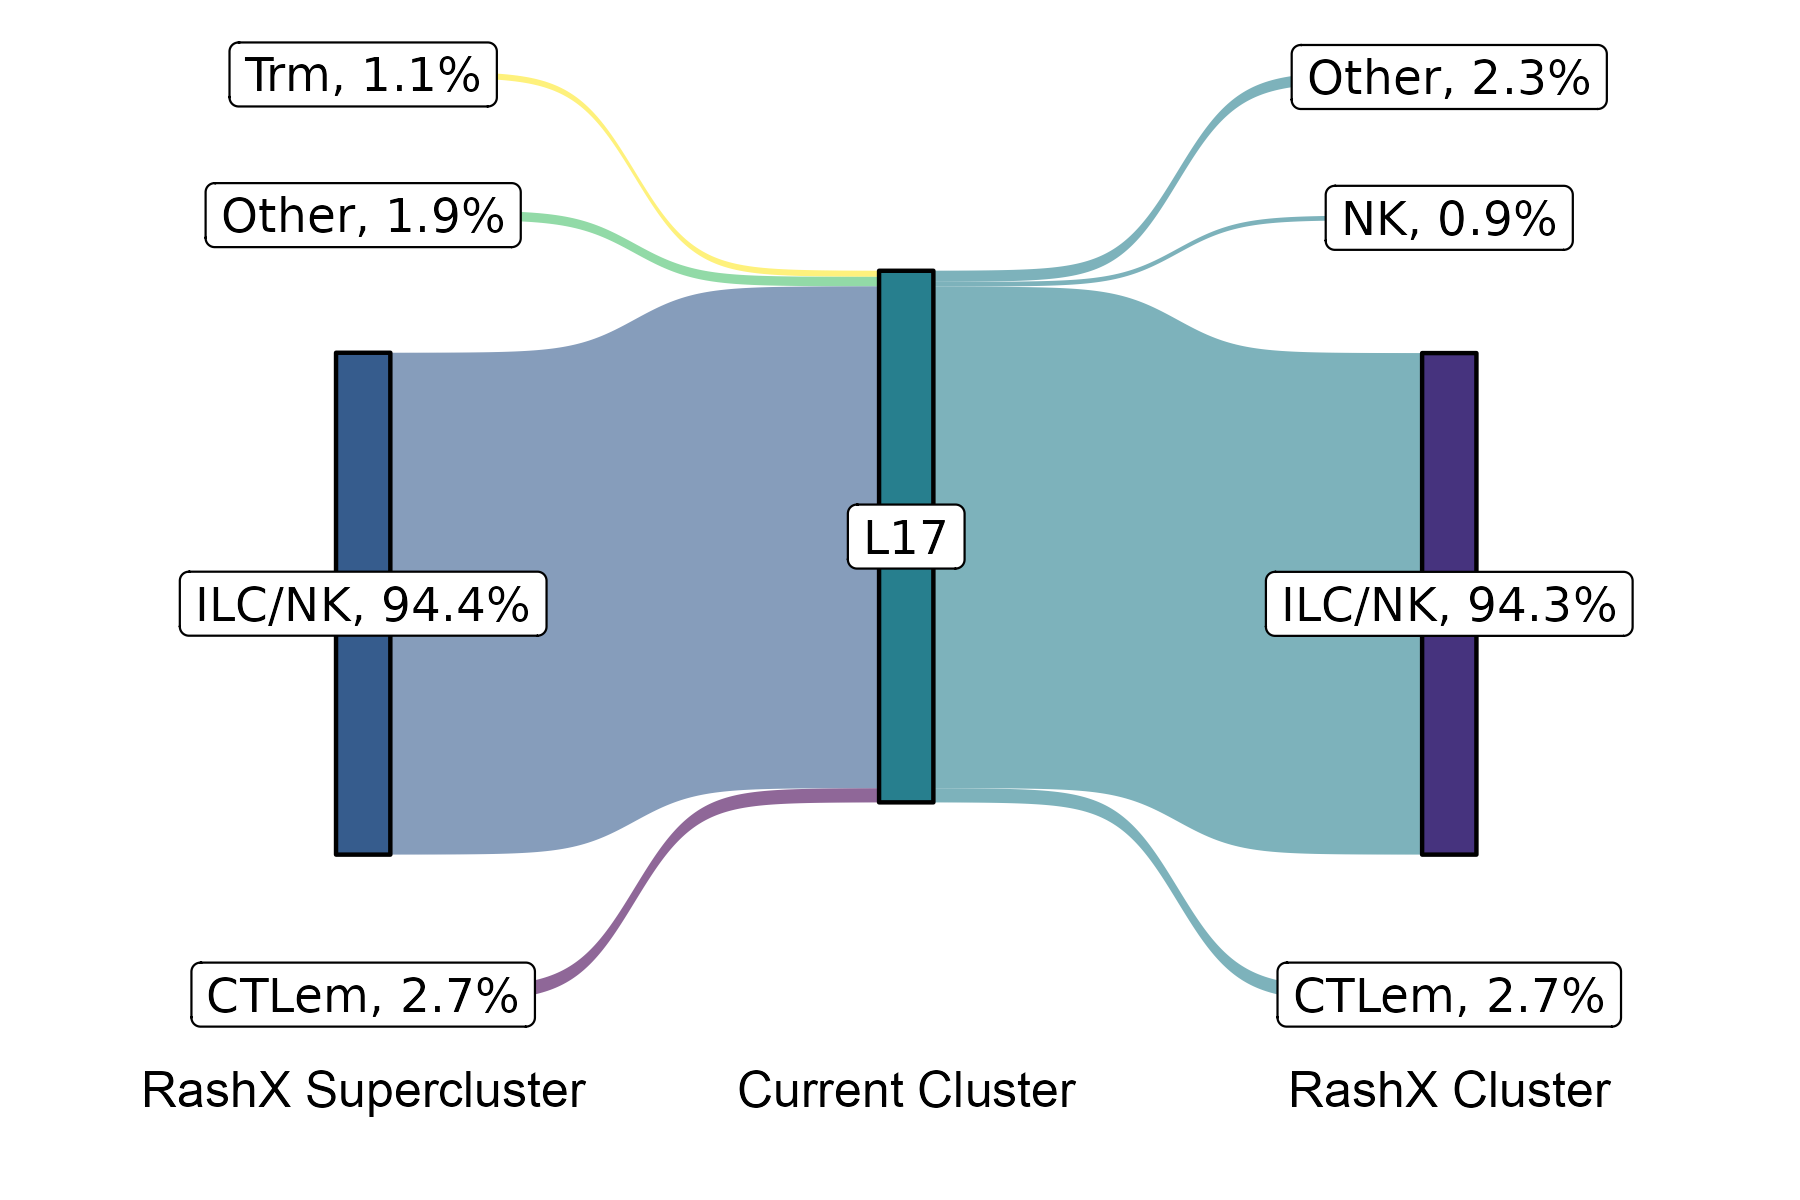 Trm, 1.1%
Other, 1.9%
ILC/NK, 94.4%
CTLem, 2.7%
RashX Supercluster
L17
Current Cluster
Other, 2.3%
NK, 0.9%
ILC/NK, 94.3%
CTLem, 2.7%
RashX Cluster